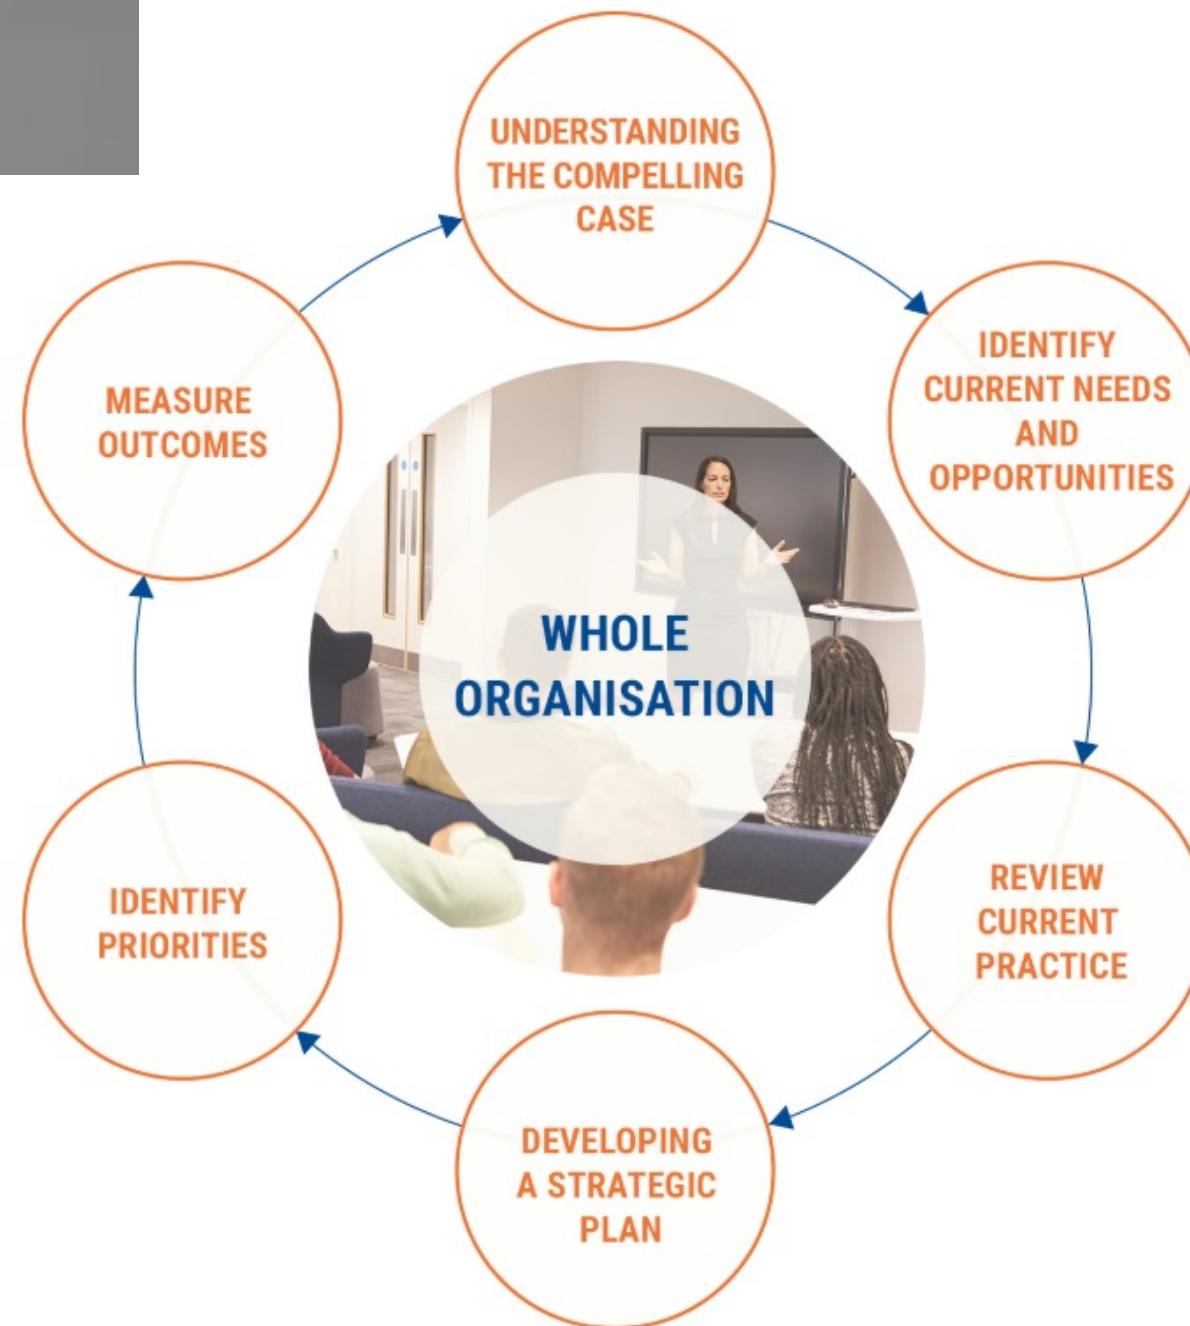 UNDERSTANDING
THE COMPELLING
CASE
IDENTIFY
CURRENT NEEDS
AND
OPPORTUNITIES
REVIEW
CURRENT
PRACTICE
DEVELOPING
A STRATEGIC
PLAN
IDENTIFY
PRIORITIES
MEASURE
OUTCOMES
WHOLE
ORGANISATION